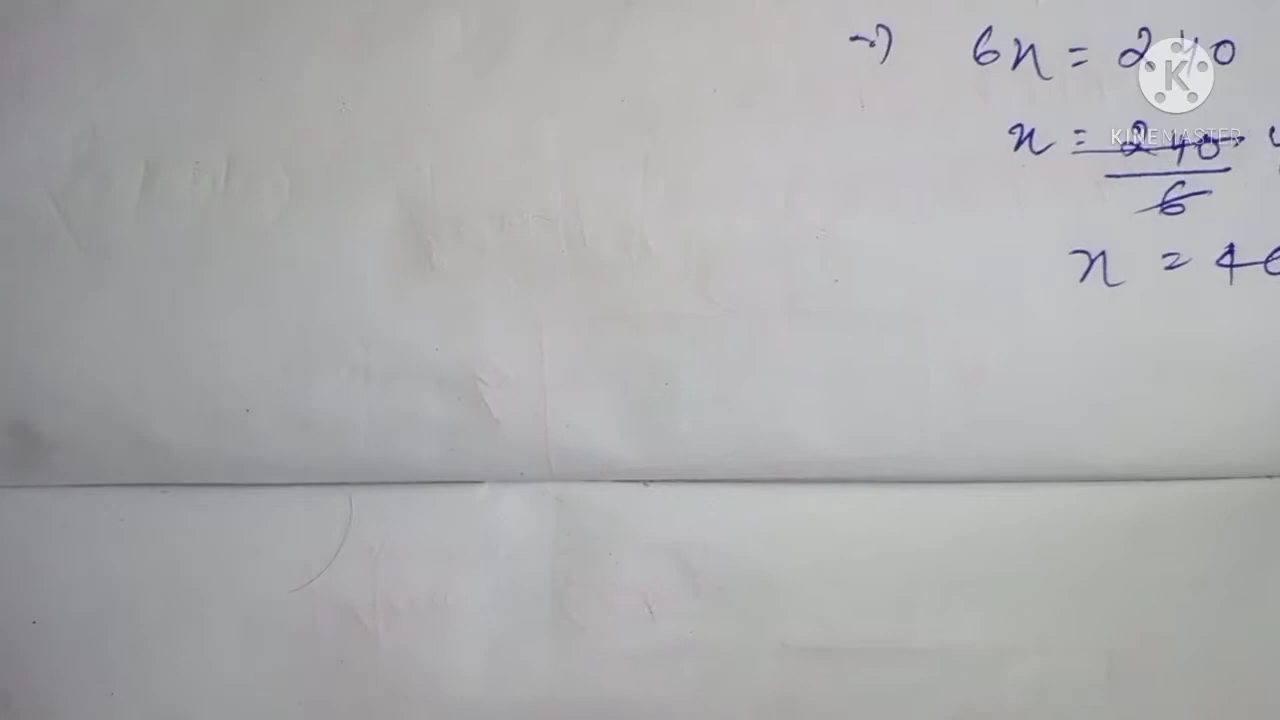 → 6x = 240
K
KINEMASTER
x = 240
6
x = 40